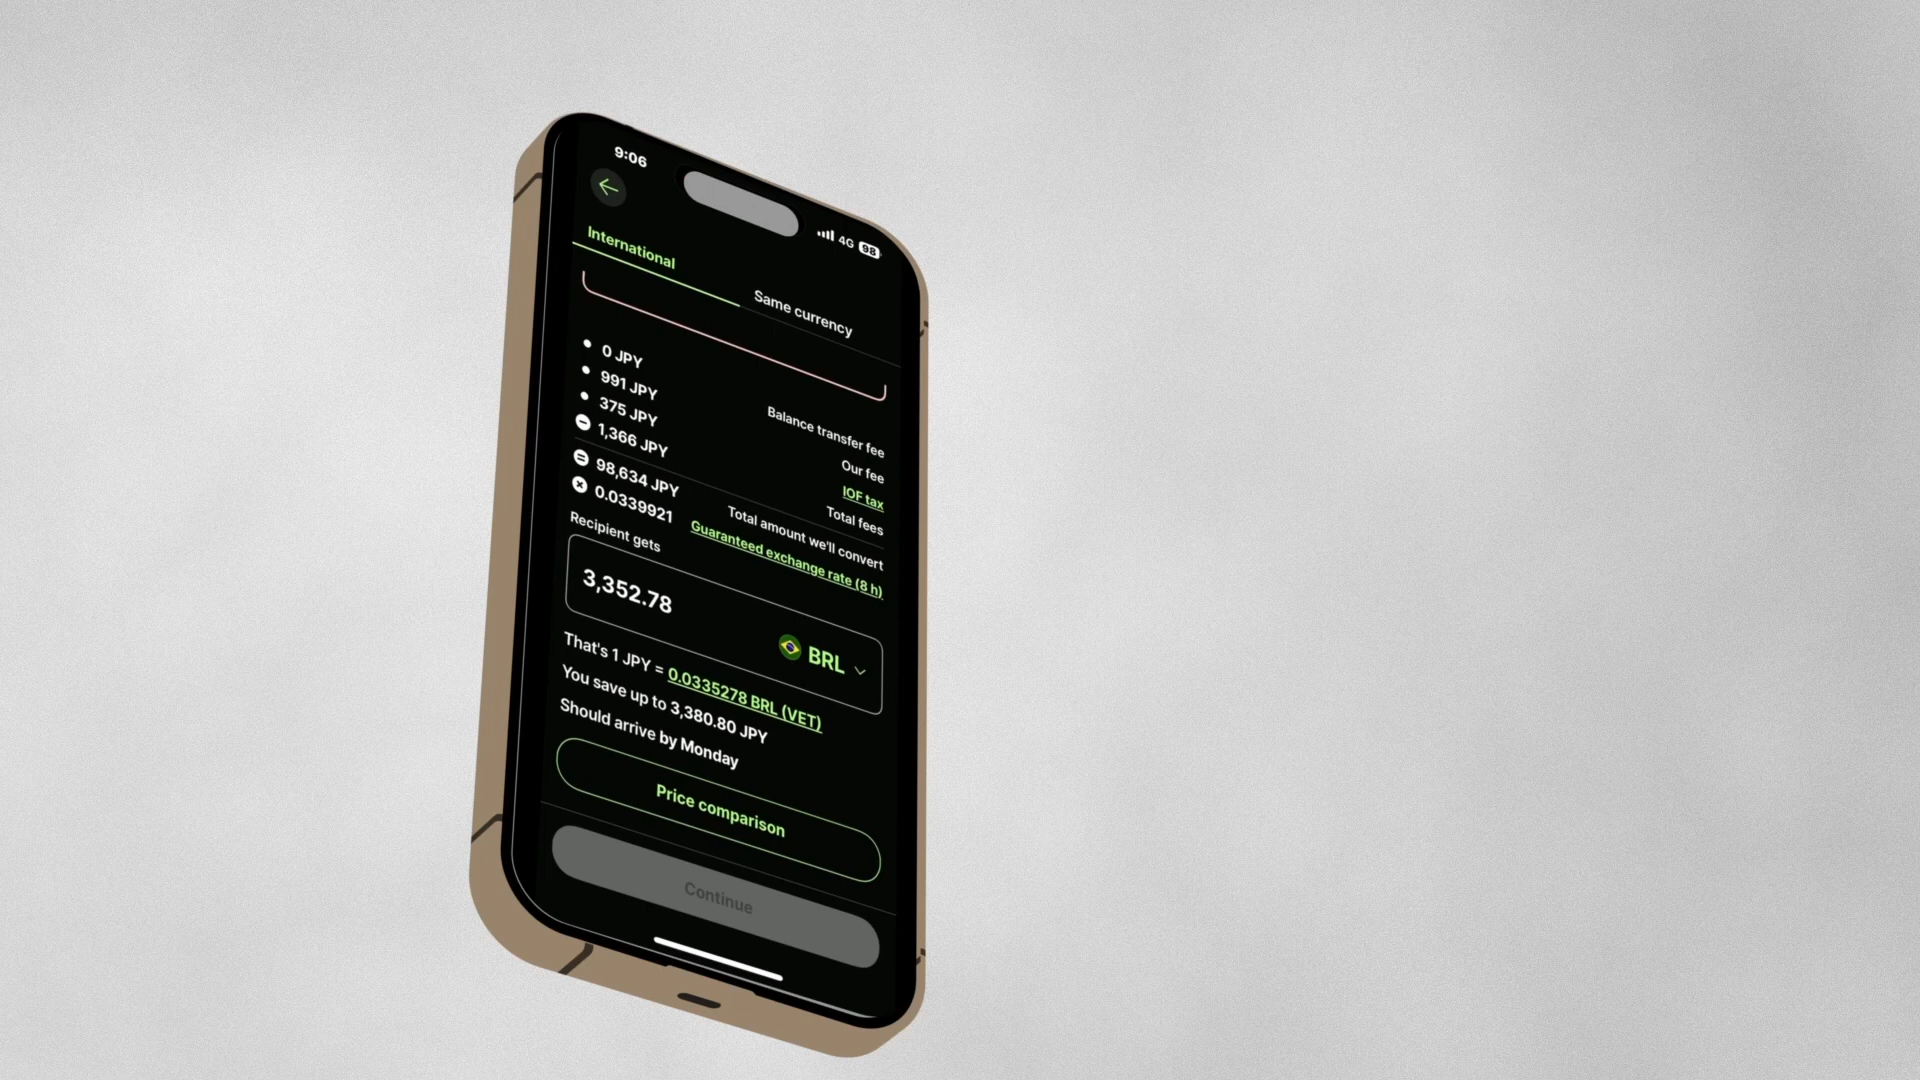 9:06
4G 98
International
Same currency
0 JPY Balance transfer fee
991 JPY Our fee
375 JPY IOF tax
1,366 JPY Total fees
98,634 JPY Total amount we'll convert
0.0339921 Guaranteed exchange rate (8 h)
Recipient gets
3,352.78 BRL
That's 1 JPY = 0.0335278 BRL (VET)
You save up to 3,380.80 JPY
Should arrive by Monday
Price comparison
Continue